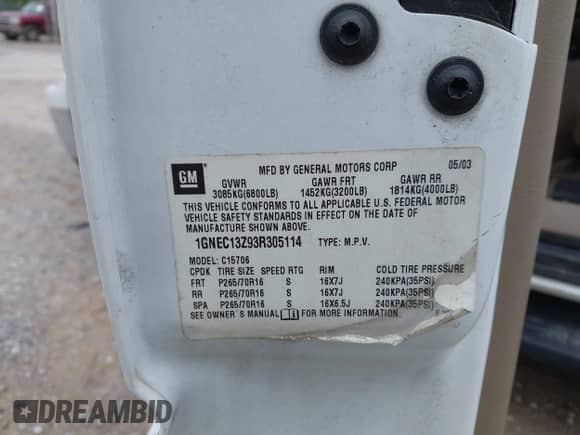 GM
MFD BY GENERAL MOTORS CORP 05/03
GVWR GAWR FRT GAWR RR
3085KG(6800LB) 1452KG(3200LB) 1814KG(4000LB)
THIS VEHICLE CONFORMS TO ALL APPLICABLE U.S. FEDERAL MOTOR
VEHICLE SAFETY STANDARDS IN EFFECT ON THE DATE OF
MANUFACTURE SHOWN ABOVE.
1GNEC13Z93R305114 TYPE: M.P.V.
MODEL: C15706
CPDK TIRE SIZE SPEED RTG RIM COLD TIRE PRESSURE
FRT P265/70R16 S 16X7J 240KPA(35PSI)
RR P265/70R16 S 16X7J 240KPA(35PSI)
SPA P265/70R16 S 16X6.5J 240KPA(35PSI)
SEE OWNER'S MANUAL FOR MORE INFORMATION.
DREAMBID